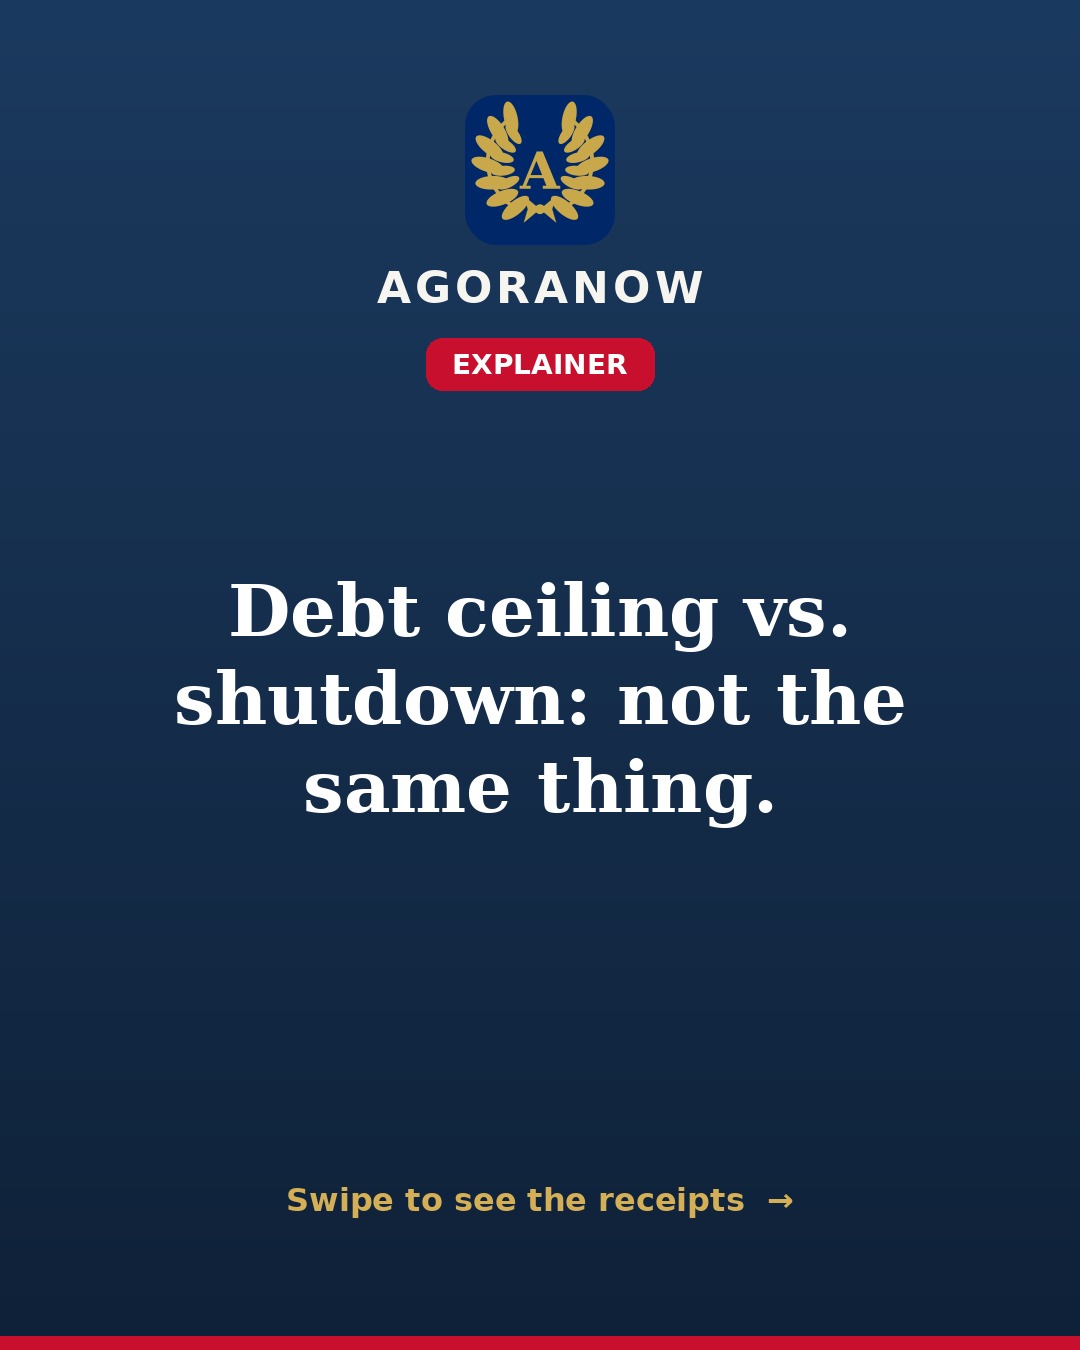 A
AGORANOW
EXPLAINER
Debt ceiling vs.
shutdown: not the
same thing.
Swipe to see the receipts →